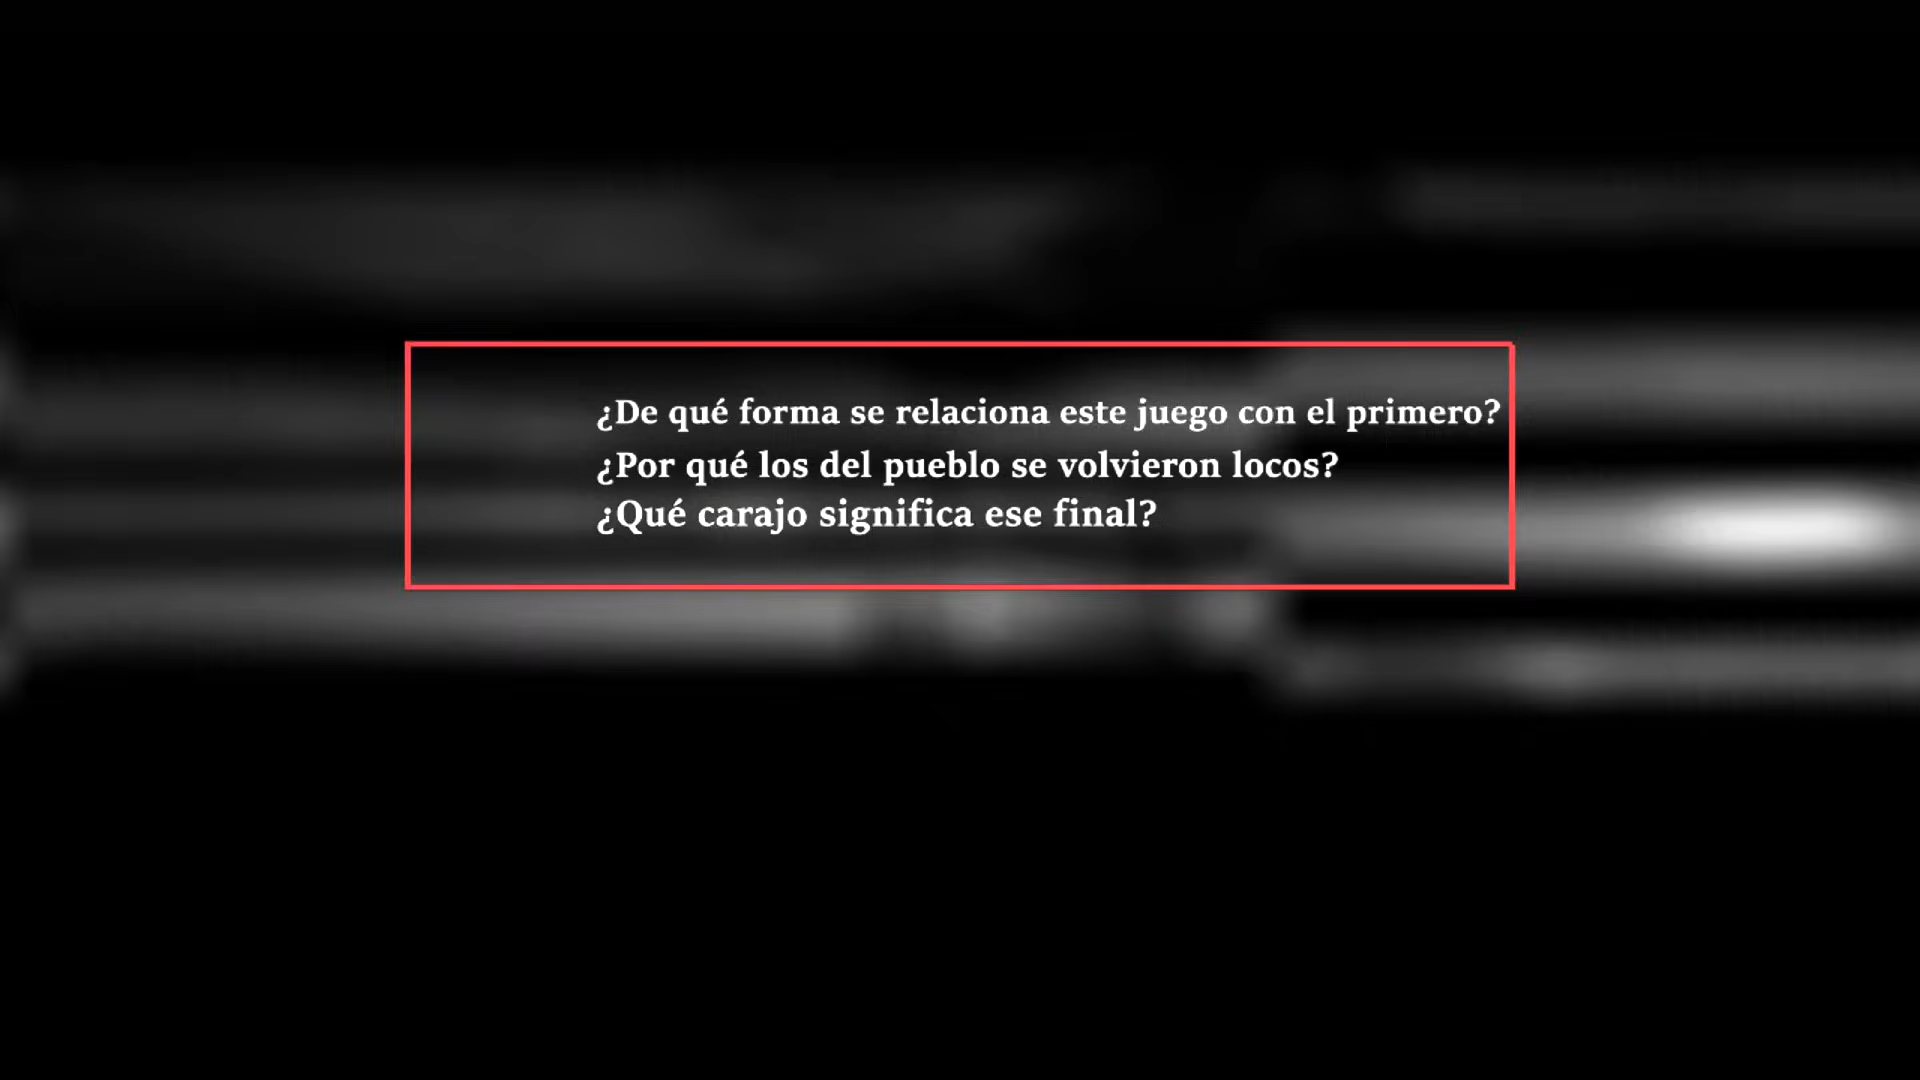 ¿De qué forma se relaciona este juego con el primero?
¿Por qué los del pueblo se volvieron locos?
¿Qué carajo significa ese final?